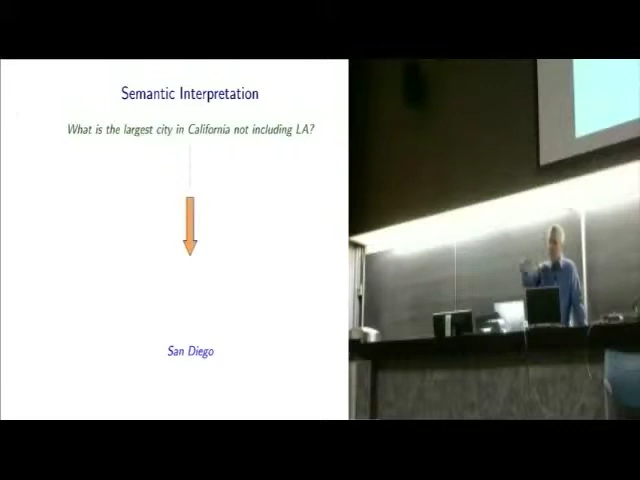 Semantic Interpretation
What is the largest city in California not including LA?
San Diego